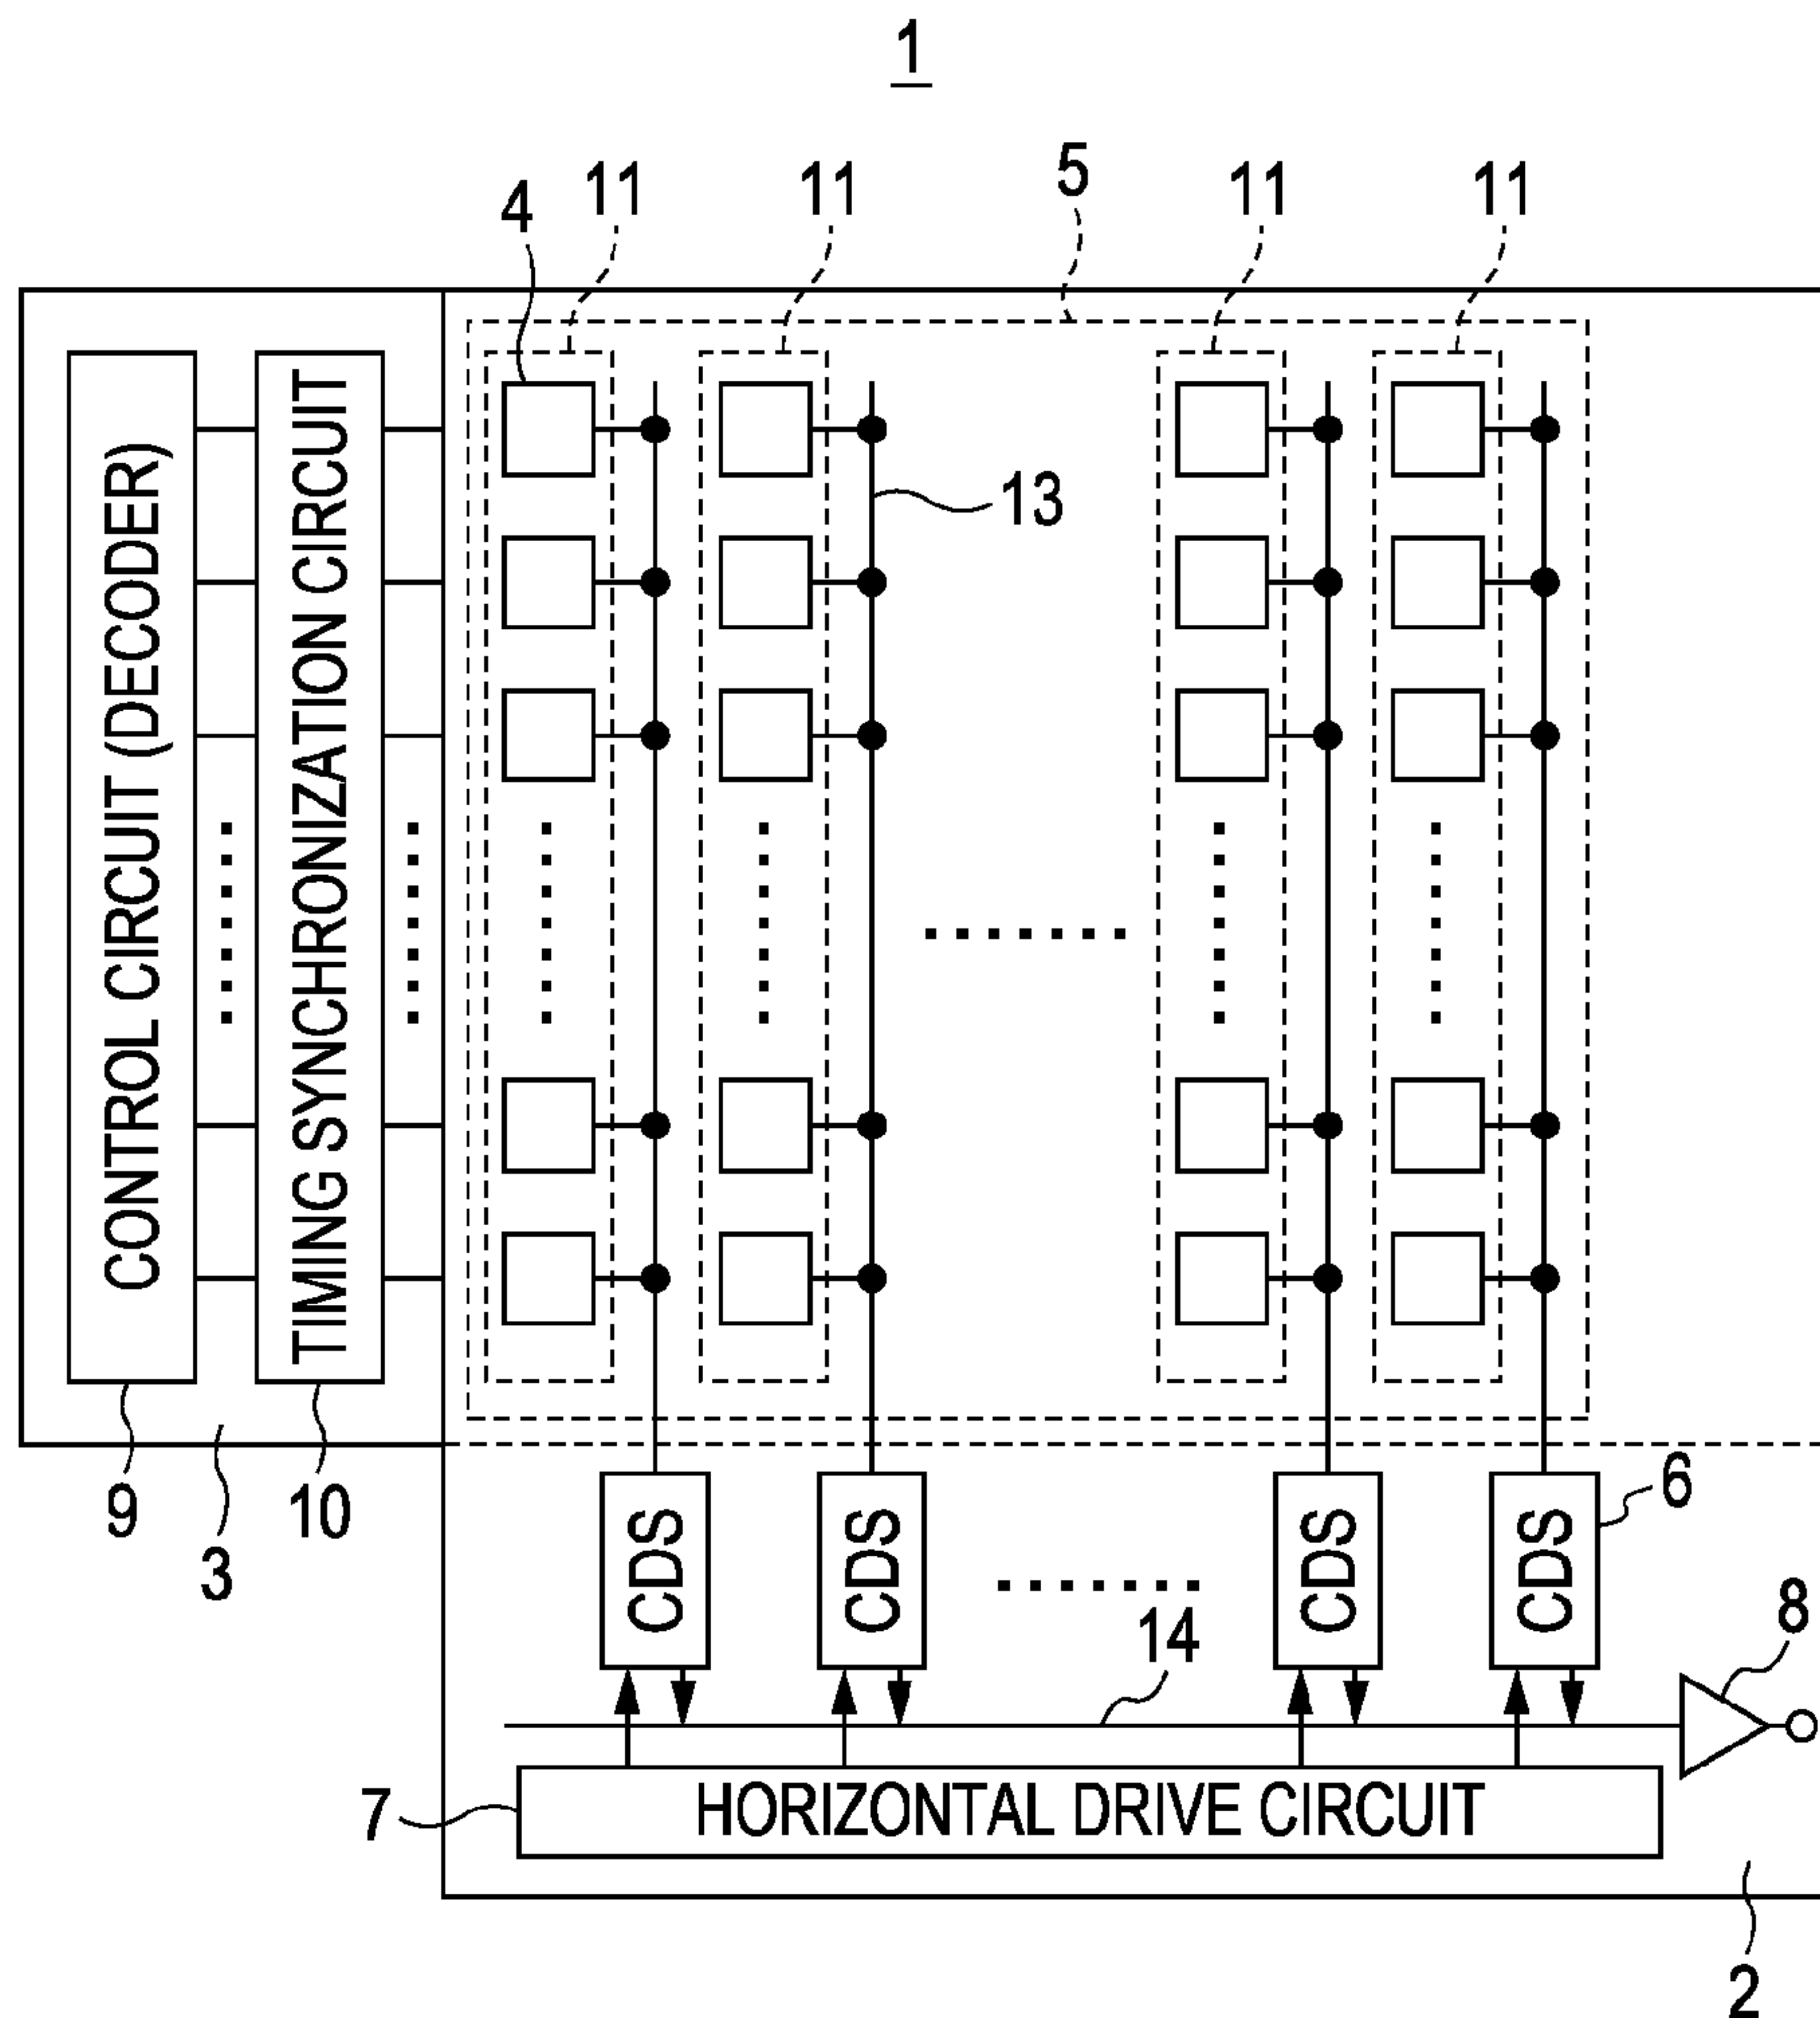 1
4
11
11
5
11
11
13
CONTROL CIRCUIT (DECODER)
TIMING SYNCHRONIZATION CIRCUIT
9
3
10
CDS
CDS
CDS
CDS
6
14
8
7
HORIZONTAL DRIVE CIRCUIT
2